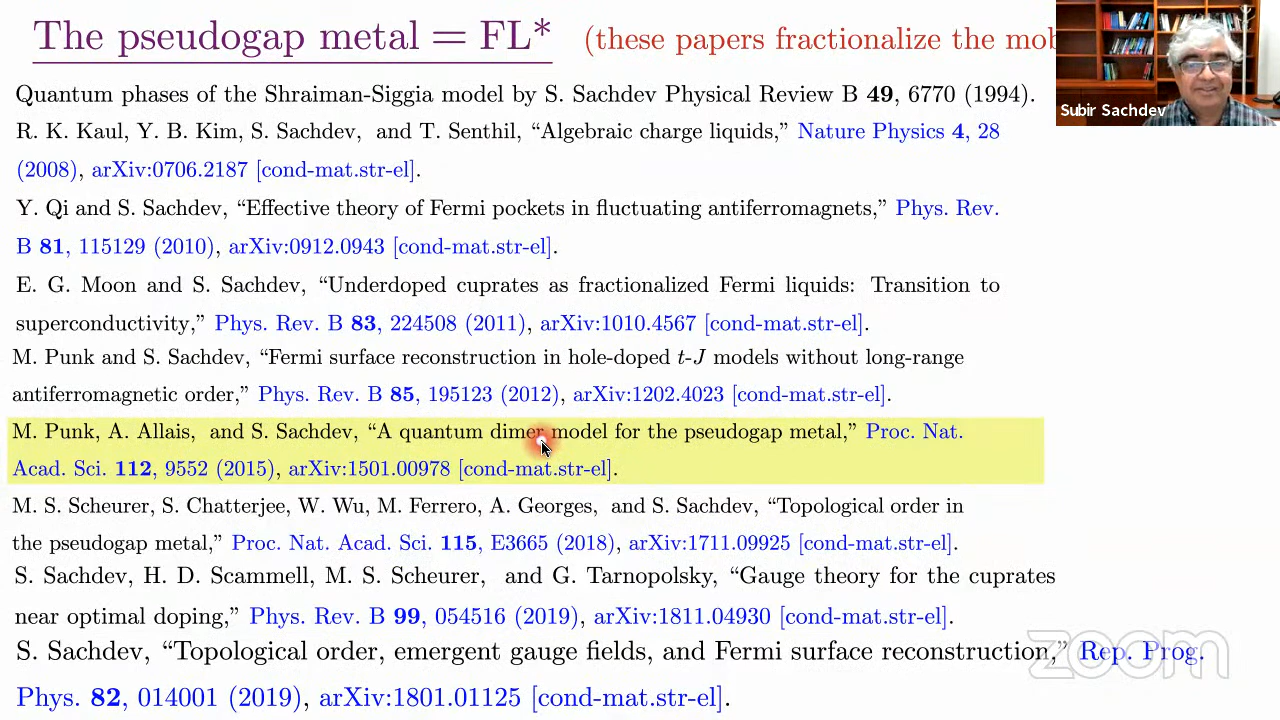 The pseudogap metal = FL* (these papers fractionalize the mob
Quantum phases of the Shraiman-Siggia model by S. Sachdev Physical Review B 49, 6770 (1994).
Subir Sachdev
R. K. Kaul, Y. B. Kim, S. Sachdev, and T. Senthil, “Algebraic charge liquids,” Nature Physics 4, 28
(2008), arXiv:0706.2187 [cond-mat.str-el].
Y. Qi and S. Sachdev, “Effective theory of Fermi pockets in fluctuating antiferromagnets,” Phys. Rev.
B 81, 115129 (2010), arXiv:0912.0943 [cond-mat.str-el].
E. G. Moon and S. Sachdev, “Underdoped cuprates as fractionalized Fermi liquids: Transition to
superconductivity,” Phys. Rev. B 83, 224508 (2011), arXiv:1010.4567 [cond-mat.str-el].
M. Punk and S. Sachdev, “Fermi surface reconstruction in hole-doped t-J models without long-range
antiferromagnetic order,” Phys. Rev. B 85, 195123 (2012), arXiv:1202.4023 [cond-mat.str-el].
M. Punk, A. Allais, and S. Sachdev, “A quantum dimer model for the pseudogap metal,” Proc. Nat.
Acad. Sci. 112, 9552 (2015), arXiv:1501.00978 [cond-mat.str-el].
M. S. Scheurer, S. Chatterjee, W. Wu, M. Ferrero, A. Georges, and S. Sachdev, “Topological order in
the pseudogap metal,” Proc. Nat. Acad. Sci. 115, E3665 (2018), arXiv:1711.09925 [cond-mat.str-el].
S. Sachdev, H. D. Scammell, M. S. Scheurer, and G. Tarnopolsky, “Gauge theory for the cuprates
near optimal doping,” Phys. Rev. B 99, 054516 (2019), arXiv:1811.04930 [cond-mat.str-el].
S. Sachdev, “Topological order, emergent gauge fields, and Fermi surface reconstruction,” Rep. Prog.
Phys. 82, 014001 (2019), arXiv:1801.01125 [cond-mat.str-el].
zoom